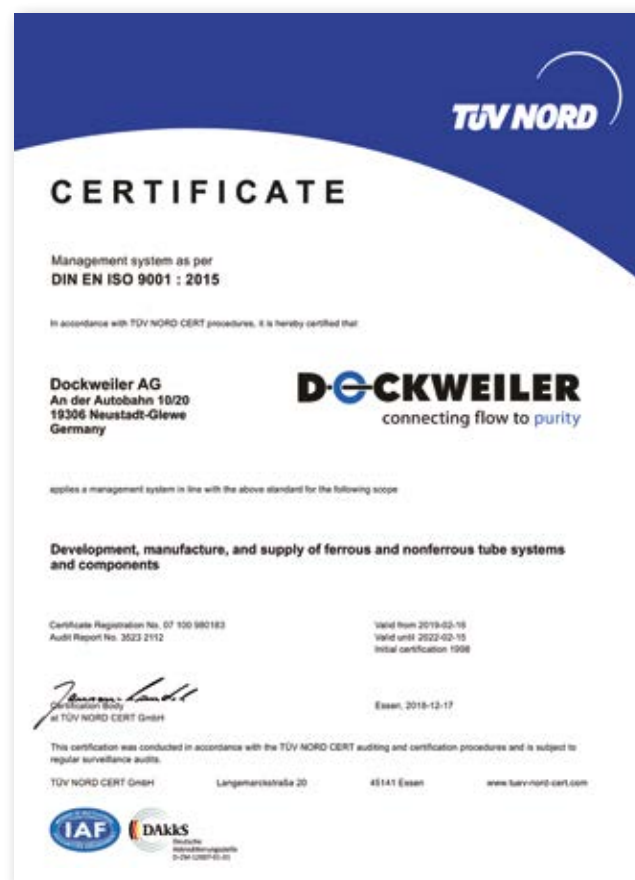 TÜV NORD
CERTIFICATE
Management system as per
DIN EN ISO 9001 : 2015
In accordance with TÜV NORD CERT procedures, it is hereby certified that
Dockweiler AG
An der Autobahn 10/20
19306 Neustadt-Glewe
Germany
DOCKWEILER
connecting flow to purity
applies a management system in line with the above standard for the following scope
Development, manufacture, and supply of ferrous and nonferrous tube systems
and components
Certificate Registration No. 07 100 980183
Audit Report No. 3523 2112
Valid from 2019-02-16
Valid until 2022-02-15
Initial certification 1998
Certification Body
at TÜV NORD CERT GmbH
Essen, 2018-12-17
This certification was conducted in accordance with the TÜV NORD CERT auditing and certification procedures and is subject to
regular surveillance audits.
TÜV NORD CERT GmbH Langemarckstraße 20 45141 Essen www.tuev-nord-cert.com
IAF
DAkkS
Deutsche
Akkreditierungsstelle